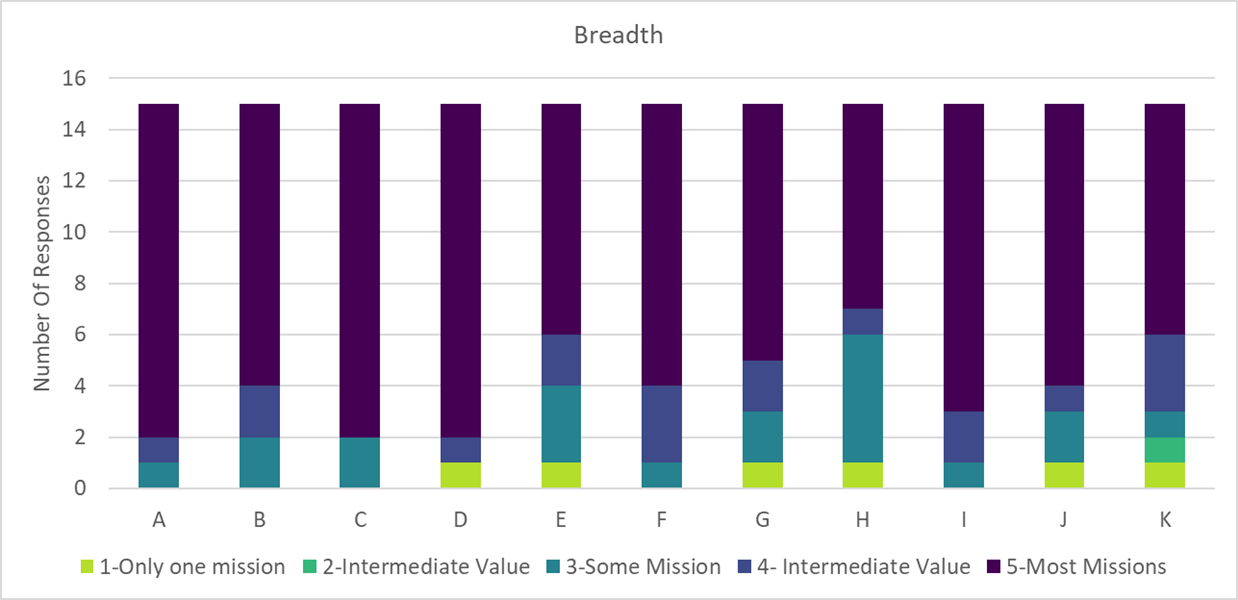 Breadth
Number Of Responses
16
14
12
10
8
6
4
2
0
A B C D E F G H I J K
1-Only one mission 2-Intermediate Value 3-Some Mission 4- Intermediate Value 5-Most Missions